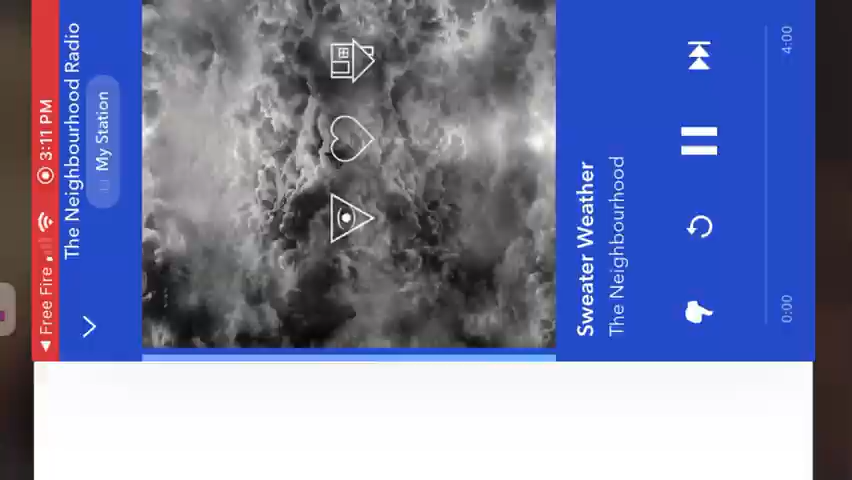 ◀ Free Fire 3:11 PM
The Neighbourhood Radio
My Station
Sweater Weather
The Neighbourhood
0:00 4:00